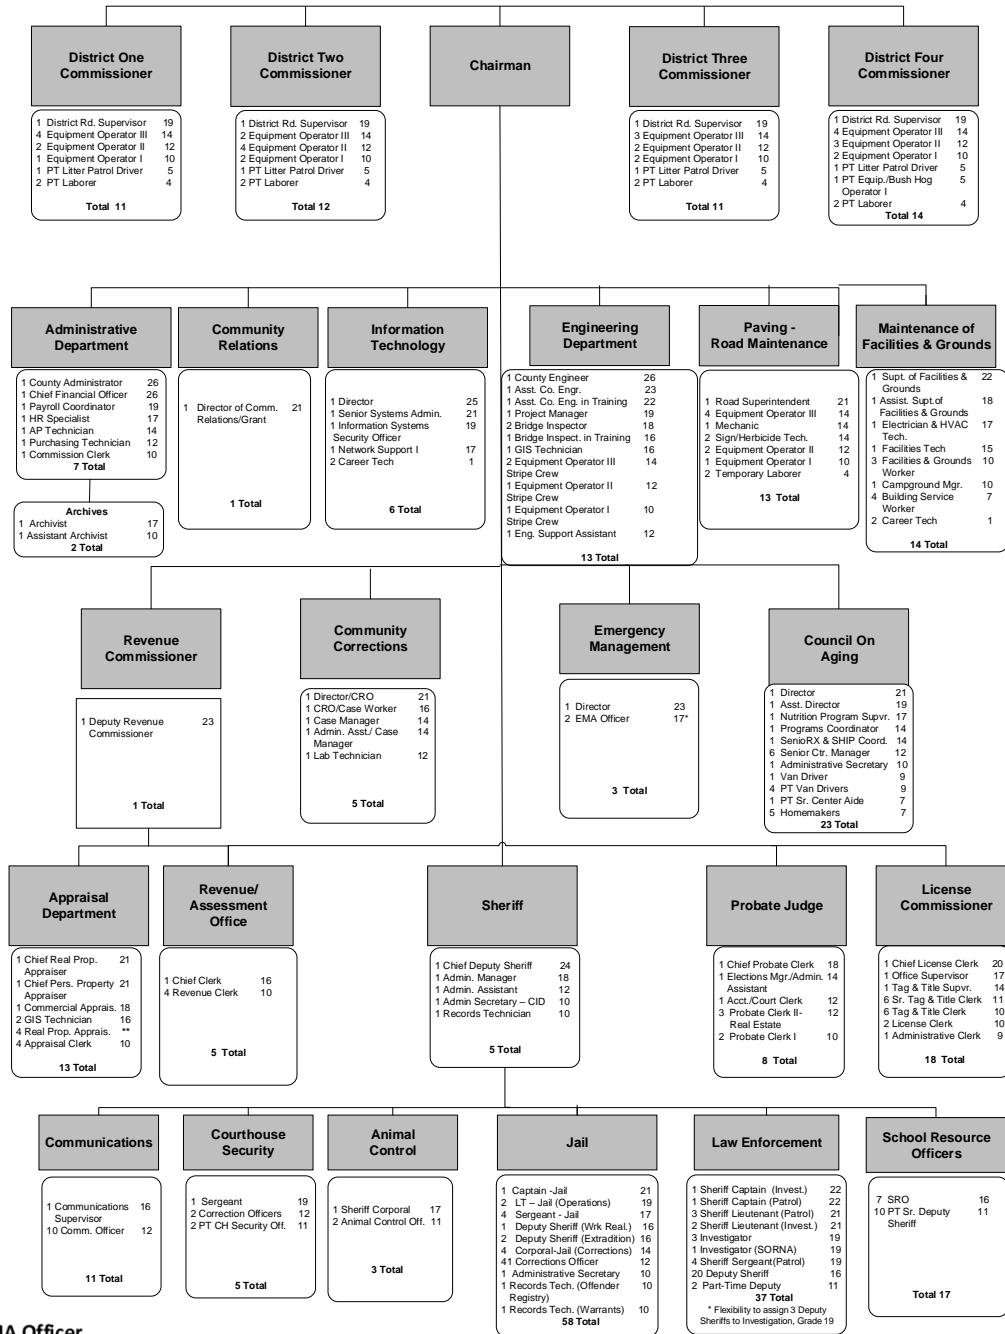 District One
Commissioner
1 District Rd. Supervisor 19
4 Equipment Operator III 14
2 Equipment Operator II 12
1 Equipment Operator I 10
1 PT Litter Patrol Driver 5
2 PT Laborer 4
Total 11
District Two
Commissioner
1 District Rd. Supervisor 19
2 Equipment Operator III 14
4 Equipment Operator II 12
2 Equipment Operator I 10
1 PT Litter Patrol Driver 5
2 PT Laborer 4
Total 12
Chairman
District Three
Commissioner
1 District Rd. Supervisor 19
3 Equipment Operator III 14
2 Equipment Operator II 12
2 Equipment Operator I 10
1 PT Litter Patrol Driver 5
2 PT Laborer 4
Total 11
District Four
Commissioner
1 District Rd. Supervisor 19
4 Equipment Operator III 14
3 Equipment Operator II 12
2 Equipment Operator I 10
1 PT Litter Patrol Driver 5
1 PT Equip./Bush Hog 5
Operator I
2 PT Laborer 4
Total 14
Administrative
Department
1 County Administrator 26
1 Chief Financial Officer 26
1 Payroll Coordinator 19
1 HR Specialist 17
1 AP Technician 14
1 Purchasing Technician 12
1 Commission Clerk 10
7 Total
Archives
1 Archivist 17
1 Assistant Archivist 10
2 Total
Community
Relations
1 Director of Comm. 21
Relations/Grant
1 Total
Information
Technology
1 Director 25
1 Senior Systems Admin. 21
1 Information Systems 19
Security Officer
1 Network Support I 17
2 Career Tech 1
6 Total
Engineering
Department
1 County Engineer 26
1 Asst. Co. Engr. 23
1 Asst. Co. Eng. in Training 22
1 Project Manager 19
2 Bridge Inspector 18
1 Bridge Inspect. in Training 16
1 GIS Technician 16
2 Equipment Operator III 14
Stripe Crew
1 Equipment Operator II 12
Stripe Crew
1 Equipment Operator I 10
Stripe Crew
1 Eng. Support Assistant 12
13 Total
Paving -
Road Maintenance
1 Road Superintendent 21
4 Equipment Operator III 14
1 Mechanic 14
2 Sign/Herbicide Tech. 14
2 Equipment Operator II 12
1 Equipment Operator I 10
2 Temporary Laborer 4
13 Total
Maintenance of
Facilities & Grounds
1 Supt. of Facilities & 22
Grounds
1 Assist. Supt.of 18
Facilities & Grounds
1 Electrician & HVAC 17
Tech.
1 Facilities Tech 15
3 Facilities & Grounds 10
Worker
1 Campground Mgr. 10
4 Building Service 7
Worker
2 Career Tech 1
14 Total
Revenue
Commissioner
1 Deputy Revenue 23
Commissioner
1 Total
Community
Corrections
1 Director/CRO 21
1 CRO/Case Worker 16
1 Case Manager 14
1 Admin. Asst./ Case 14
Manager
1 Lab Technician 12
5 Total
Emergency
Management
1 Director 23
2 EMA Officer 17*
3 Total
Council On
Aging
1 Director 21
1 Asst. Director 19
1 Nutrition Program Supvr. 17
1 Programs Coordinator 14
1 SenioRX & SHIP Coord. 14
6 Senior Ctr. Manager 12
1 Administrative Secretary 10
1 Van Driver 9
4 PT Van Drivers 9
1 PT Sr. Center Aide 7
5 Homemakers 7
23 Total
Appraisal
Department
1 Chief Real Prop. 21
Appraiser
1 Chief Pers. Property 21
Appraiser
1 Commercial Apprais. 18
2 GIS Technician 16
4 Real Prop. Apprais. **
4 Appraisal Clerk 10
13 Total
Revenue/
Assessment
Office
1 Chief Clerk 16
4 Revenue Clerk 10
5 Total
Sheriff
1 Chief Deputy Sheriff 24
1 Admin. Manager 18
1 Admin. Assistant 12
1 Admin Secretary – CID 10
1 Records Technician 10
5 Total
Probate Judge
1 Chief Probate Clerk 18
1 Elections Mgr./Admin. 14
Assistant
1 Acct./Court Clerk 12
3 Probate Clerk II- 12
Real Estate
2 Probate Clerk I 10
8 Total
License
Commissioner
1 Chief License Clerk 20
1 Office Supervisor 17
1 Tag & Title Supvr. 14
6 Sr. Tag & Title Clerk 11
6 Tag & Title Clerk 10
2 License Clerk 10
1 Administrative Clerk 9
18 Total
Communications
1 Communications 16
Supervisor
10 Comm. Officer 12
11 Total
Courthouse
Security
1 Sergeant 19
2 Correction Officers 12
2 PT CH Security Off. 11
5 Total
Animal
Control
1 Sheriff Corporal 17
2 Animal Control Off. 11
3 Total
Jail
1 Captain -Jail 21
2 LT – Jail (Operations) 19
4 Sergeant - Jail 17
1 Deputy Sheriff (Wrk Real.) 16
2 Deputy Sheriff (Extradition) 16
4 Corporal-Jail (Corrections) 14
41 Corrections Officer 12
1 Administrative Secretary 10
1 Records Tech. (Offender 10
Registry)
1 Records Tech. (Warrants) 10
58 Total
Law Enforcement
1 Sheriff Captain (Invest.) 22
1 Sheriff Captain (Patrol) 22
3 Sheriff Lieutenant (Patrol) 21
2 Sheriff Lieutenant (Invest.) 21
3 Investigator 19
1 Investigator (SORNA) 19
4 Sheriff Sergeant(Patrol) 19
20 Deputy Sheriff 16
2 Part-Time Deputy 11
37 Total
* Flexibility to assign 3 Deputy
Sheriffs to Investigation, Grade 19
School Resource
Officers
7 SRO 16
10 PT Sr. Deputy 11
Sheriff
Total 17
Officer